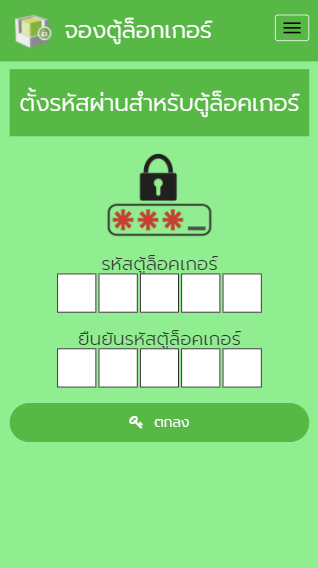 จองตู้ล็อกเกอร์
ตั้งรหัสผ่านสำหรับตู้ล็อคเกอร์
รหัสตู้ล็อคเกอร์
ยืนยันรหัสตู้ล็อคเกอร์
ตกลง